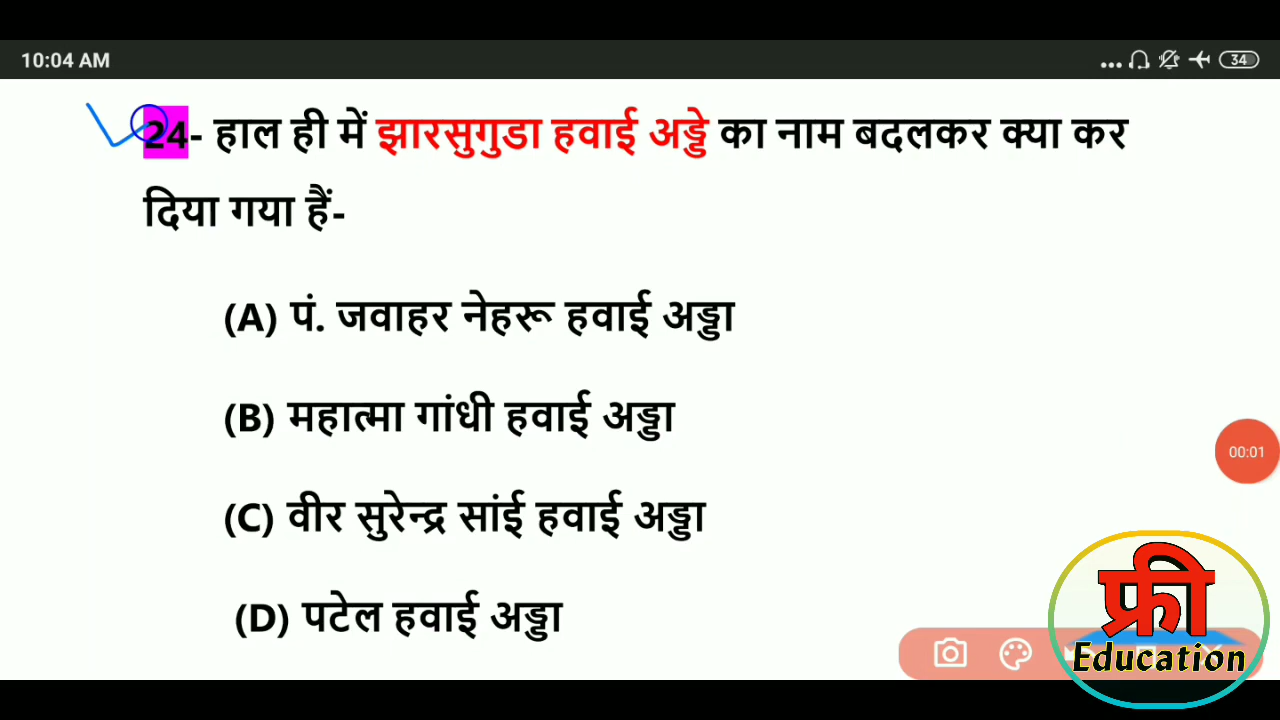 10:04 AM
34
24- हाल ही में झारसुगुडा हवाई अड्डे का नाम बदलकर क्या कर
दिया गया हैं-
(A) पं. जवाहर नेहरू हवाई अड्डा
(B) महात्मा गांधी हवाई अड्डा
(C) वीर सुरेन्द्र सांई हवाई अड्डा
(D) पटेल हवाई अड्डा
00:01
फ्री
Education